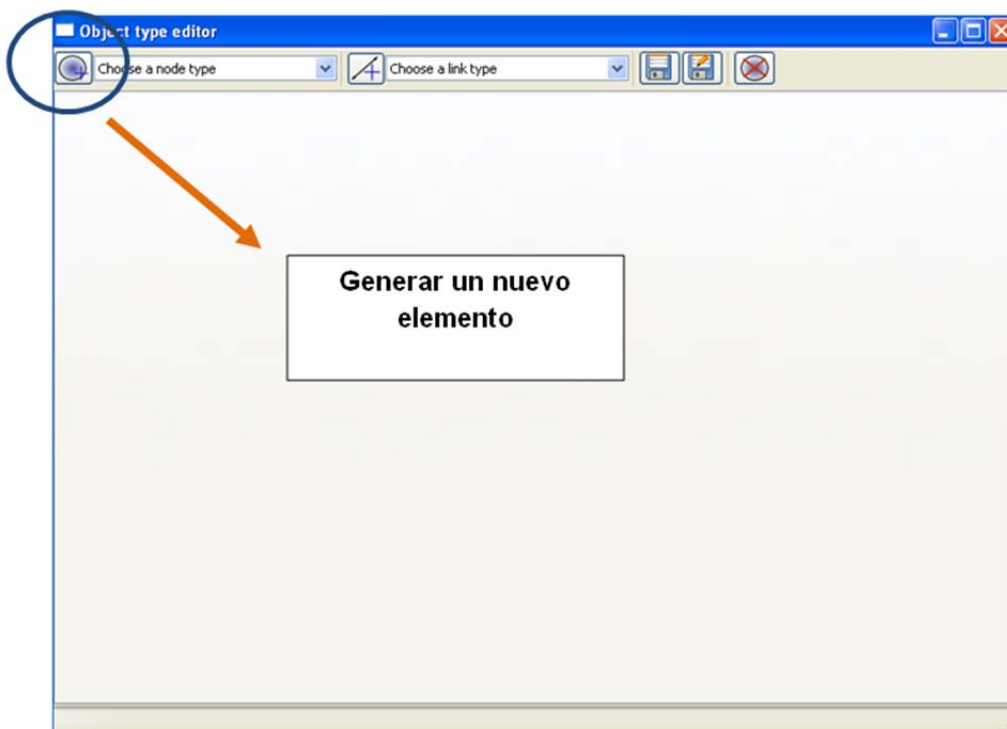 Object type editor
Choose a node type
Choose a link type
Generar un nuevo
elemento